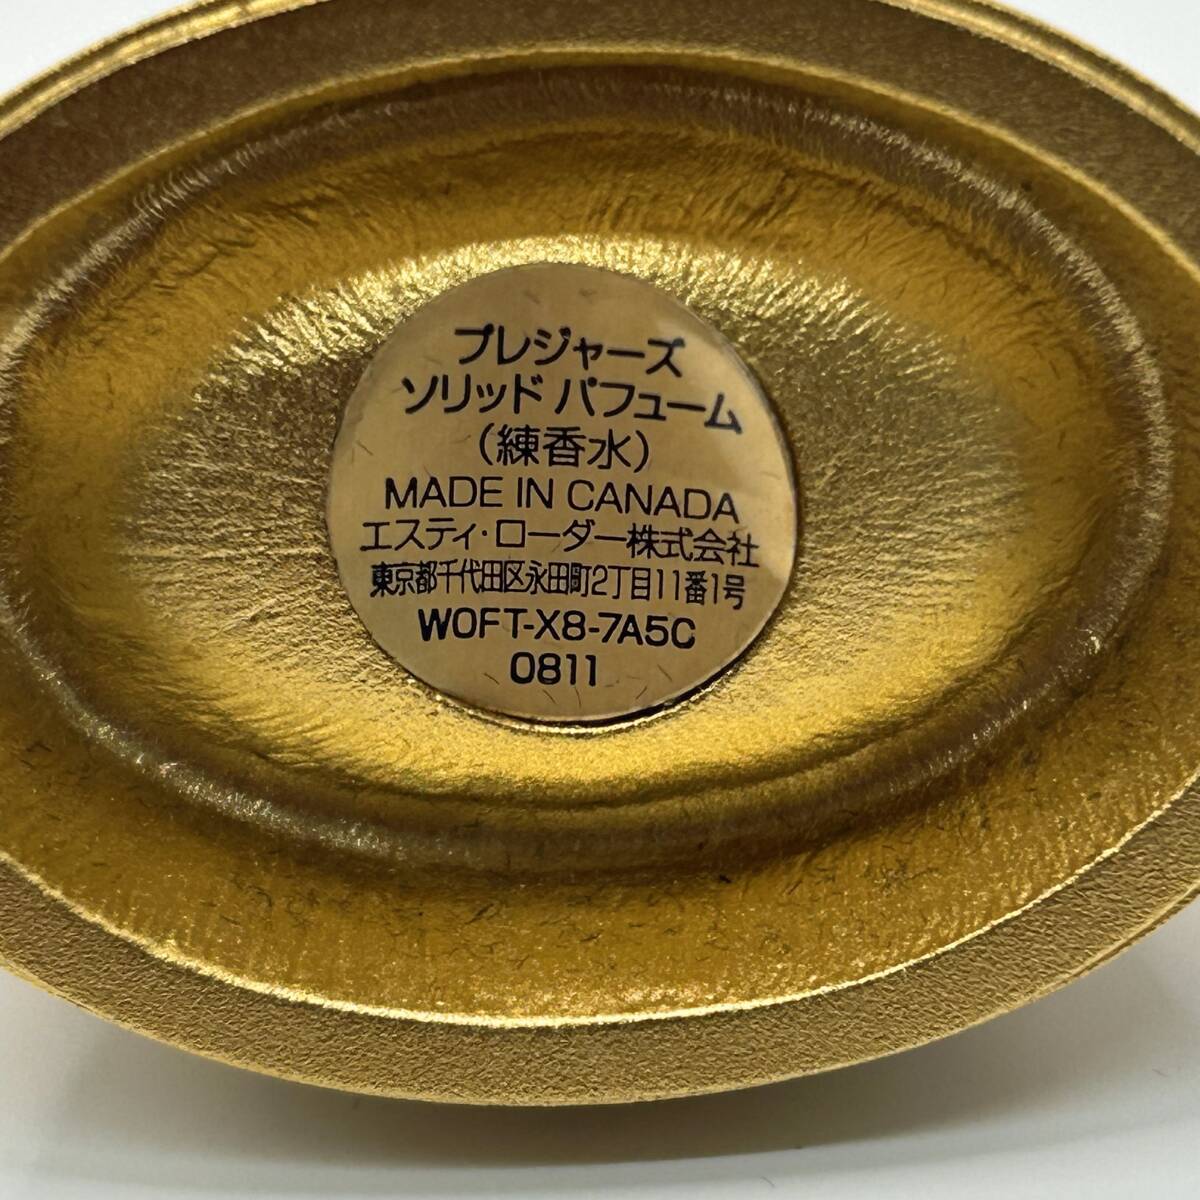 プレジャーズ
ソリッド パフューム
（練香水）
MADE IN CANADA
エスティ・ローダー株式会社
東京都千代田区永田町2丁目11番1号
WOFT-X8-7A5C
0811